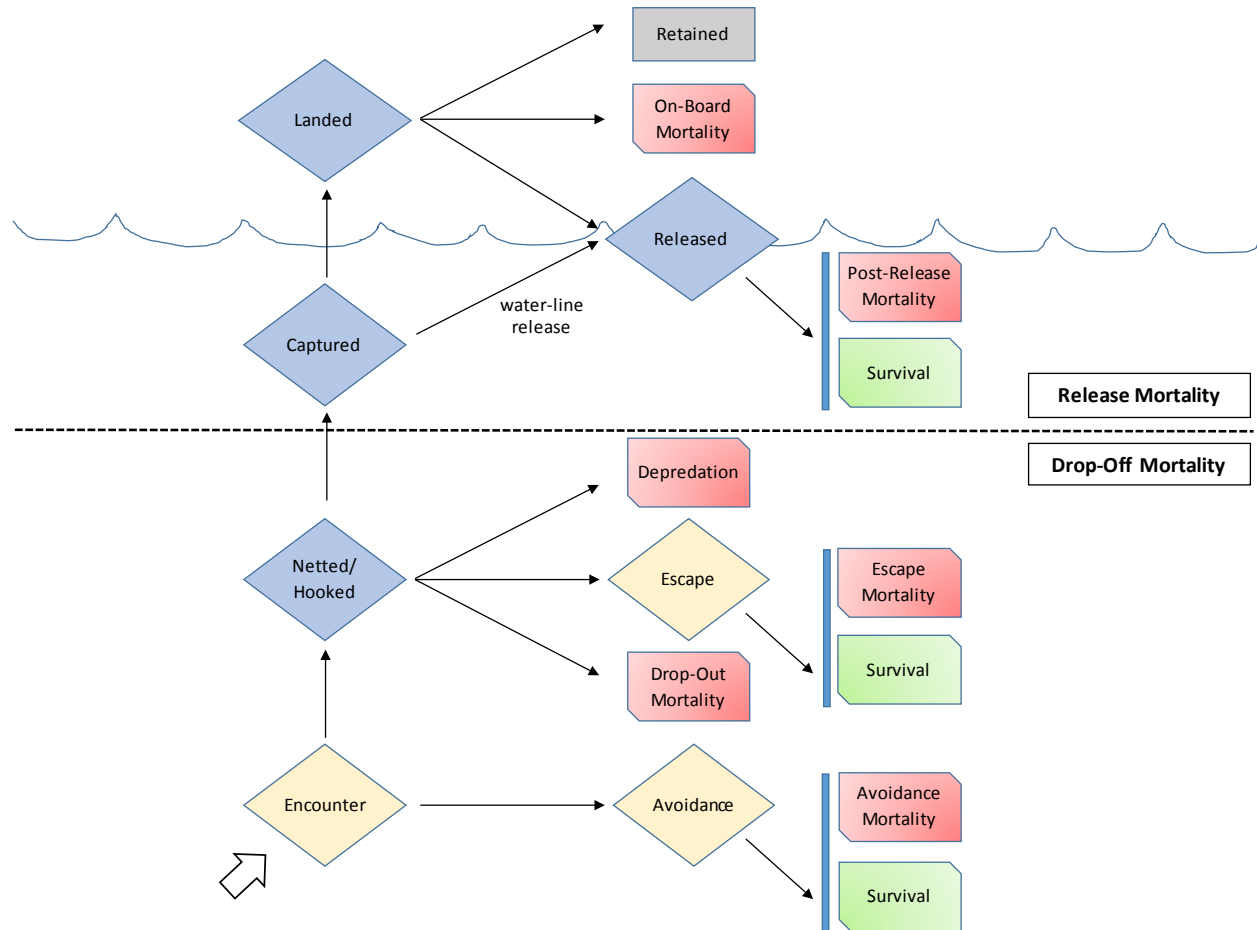 Retained
On-Board
Mortality
Landed
Released
Post-Release
Mortality
water-line
release
Captured
Survival
Release Mortality
Drop-Off Mortality
Depredation
Netted/
Hooked
Escape
Escape
Mortality
Survival
Drop-Out
Mortality
Encounter
Avoidance
Avoidance
Mortality
Survival